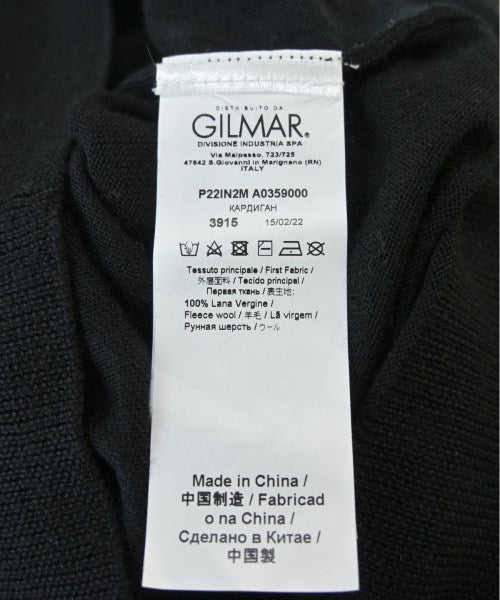 DISTRIBUITO DA
GILMAR®
DIVISIONE INDUSTRIA SPA
Via Malpasso, 723/725
47842 S.Giovanni in Marignano (RN)
ITALY
P22IN2M A0359000
КАРДИГАН
3915 15/02/22
Tessuto principale / First Fabric /
外层面料 / Tecido principal /
Первая ткань / 表生地:
100% Lana Vergine /
Fleece wool / 羊毛 / Lã virgem /
Рунная шерсть / ウール
Made in China /
中国制造 / Fabricad
o na China /
Сделано в Китае /
中国製